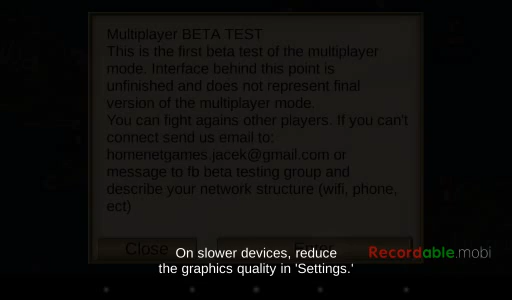 Multiplayer BETA TEST
This is the first beta test of the multiplayer
mode. Interface behind this point is
unfinished and does not represent final
version of the multiplayer mode.
You can fight agains other players. If you can't
connect send us email to:
homenetgames.jacek@gmail.com or
message to fb beta testing group and
describe your network structure (wifi, phone,
ect)
Close
On slower devices, reduce
the graphics quality in 'Settings.'
Recordable.mobi